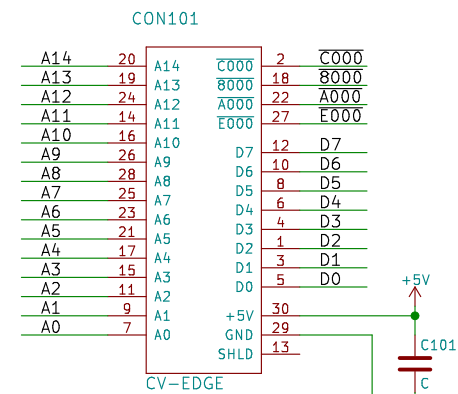 CON101
A14 20 A14 C000 2 C000
A13 19 A13 8000 18 8000
A12 24 A12 A000 22 A000
A11 14 A11 E000 27 E000
A10 16 A10
D7 12 D7
A9 26 A9
D6 10 D6
A8 28 A8
D5 8 D5
A7 25 A7
D4 6 D4
A6 23 A6
D3 4 D3
A5 21 A5
D2 1 D2
A4 17 A4
D1 3 D1
A3 15 A3
D0 5 D0
A2 11 A2
+5V
A1 9 A1
+5V 30
A0 7 A0
GND 29
SHLD 13
C101
CV-EDGE
C